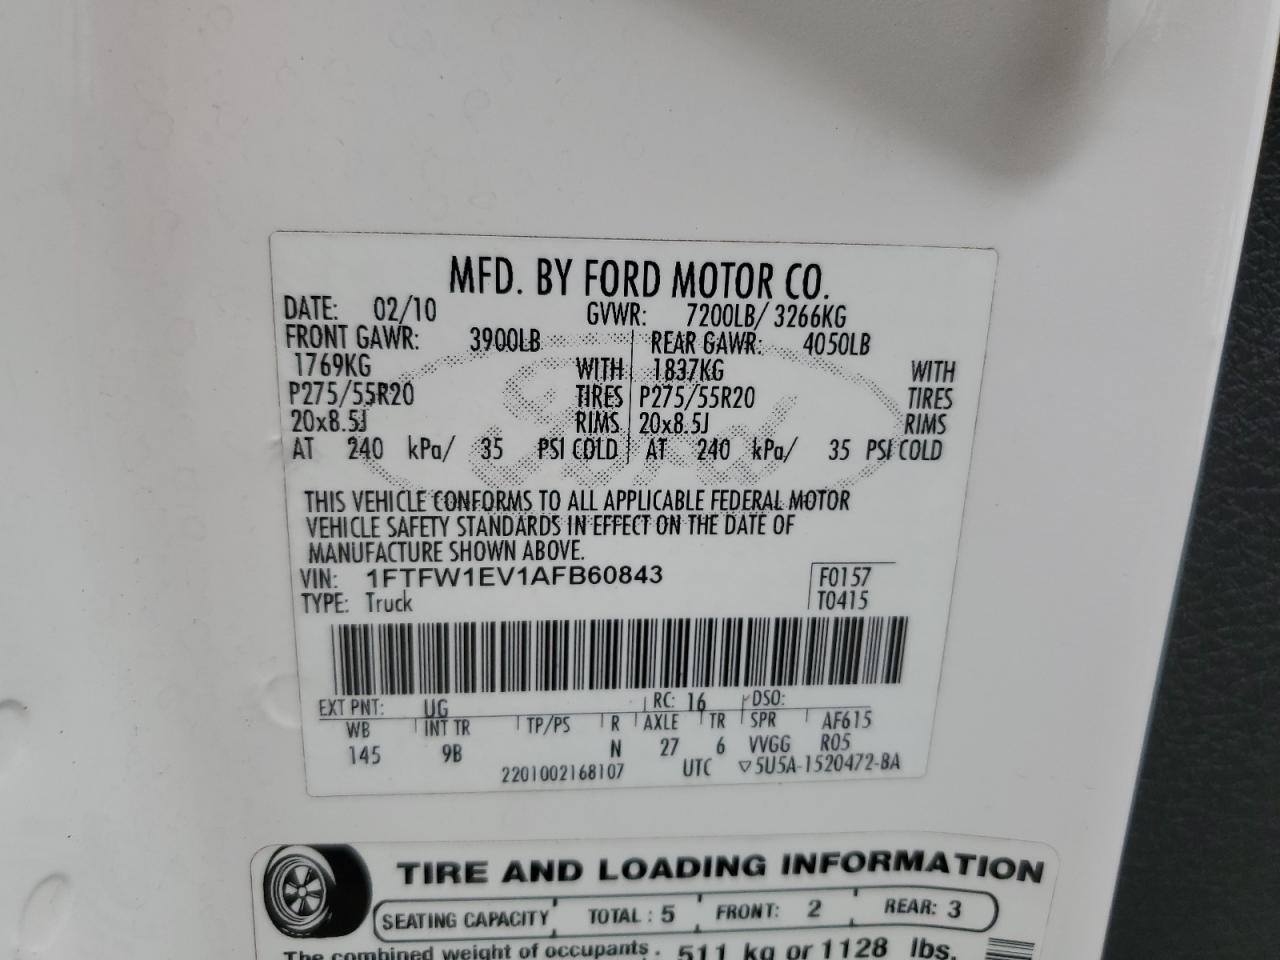 MFD. BY FORD MOTOR CO.
DATE: 02/10 GVWR: 7200LB/ 3266KG
FRONT GAWR: 3900LB REAR GAWR: 4050LB
1769KG WITH 1837KG WITH
P275/55R20 TIRES P275/55R20 TIRES
20x8.5J RIMS 20x8.5J RIMS
AT 240 kPa/ 35 PSI COLD AT 240 kPa/ 35 PSI COLD
Ford
THIS VEHICLE CONFORMS TO ALL APPLICABLE FEDERAL MOTOR
VEHICLE SAFETY STANDARDS IN EFFECT ON THE DATE OF
MANUFACTURE SHOWN ABOVE.
VIN: 1FTFW1EV1AFB60843 F0157
TYPE: Truck T0415
EXT PNT: UG RC: 16 DSO:
WB INT TR TP/PS R AXLE TR SPR AF615
145 9B N 27 6 VVGG R05
2201002168107 UTC ▽5U5A-1520472-BA
TIRE AND LOADING INFORMATION
SEATING CAPACITY TOTAL : 5 FRONT: 2 REAR: 3
The combined weight of occupants 511 kg or 1128 lbs.